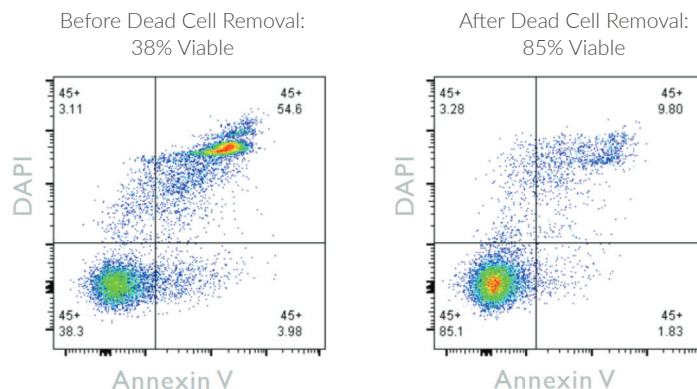 Before Dead Cell Removal:
38% Viable
45+
3.11
45+
54.6
45+
38.3
45+
3.98
DAPI
Annexin V
After Dead Cell Removal:
85% Viable
45+
3.28
45+
9.80
45+
85.1
45+
1.83
DAPI
Annexin V